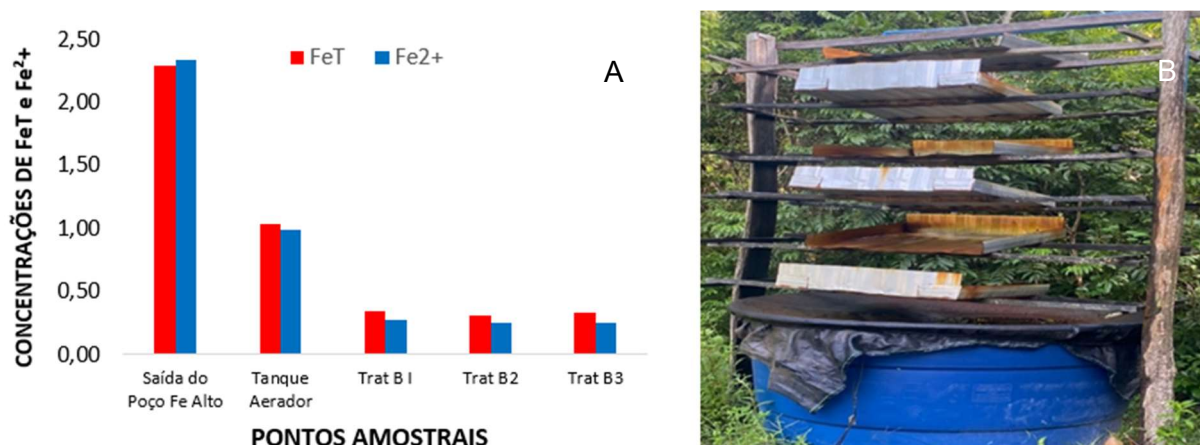 2,50
2,00
1,50
1,00
0,50
0,00
CONCENTRAÇÕES DE FeT e Fe²+
FeT Fe2+
A
Saída do
Poço Fe Alto
Tanque
Aerador
Trat B I
Trat B2
Trat B3
PONTOS AMOSTRAIS
B